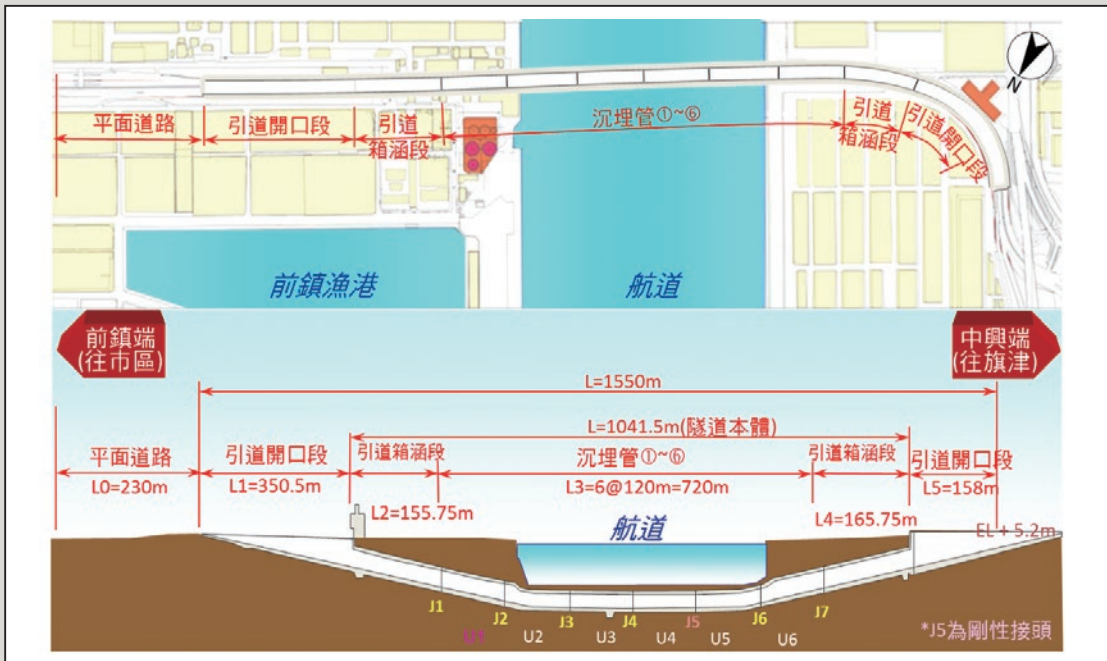 N
平面道路
引道開口段
引道
箱涵段
沉埋管①~⑥
引道
箱涵段
引道開口段
前鎮漁港
航道
前鎮端
(往市區)
中興端
(往旗津)
L=1550m
L=1041.5m(隧道本體)
平面道路
L0=230m
引道開口段
L1=350.5m
引道箱涵段
L2=155.75m
沉埋管①~⑥
L3=6@120m=720m
引道箱涵段
L4=165.75m
引道開口段
L5=158m
EL + 5.2m
航道
J1
J2
J3
J4
J5
J6
J7
U1
U2
U3
U4
U5
U6
*J5為剛性接頭